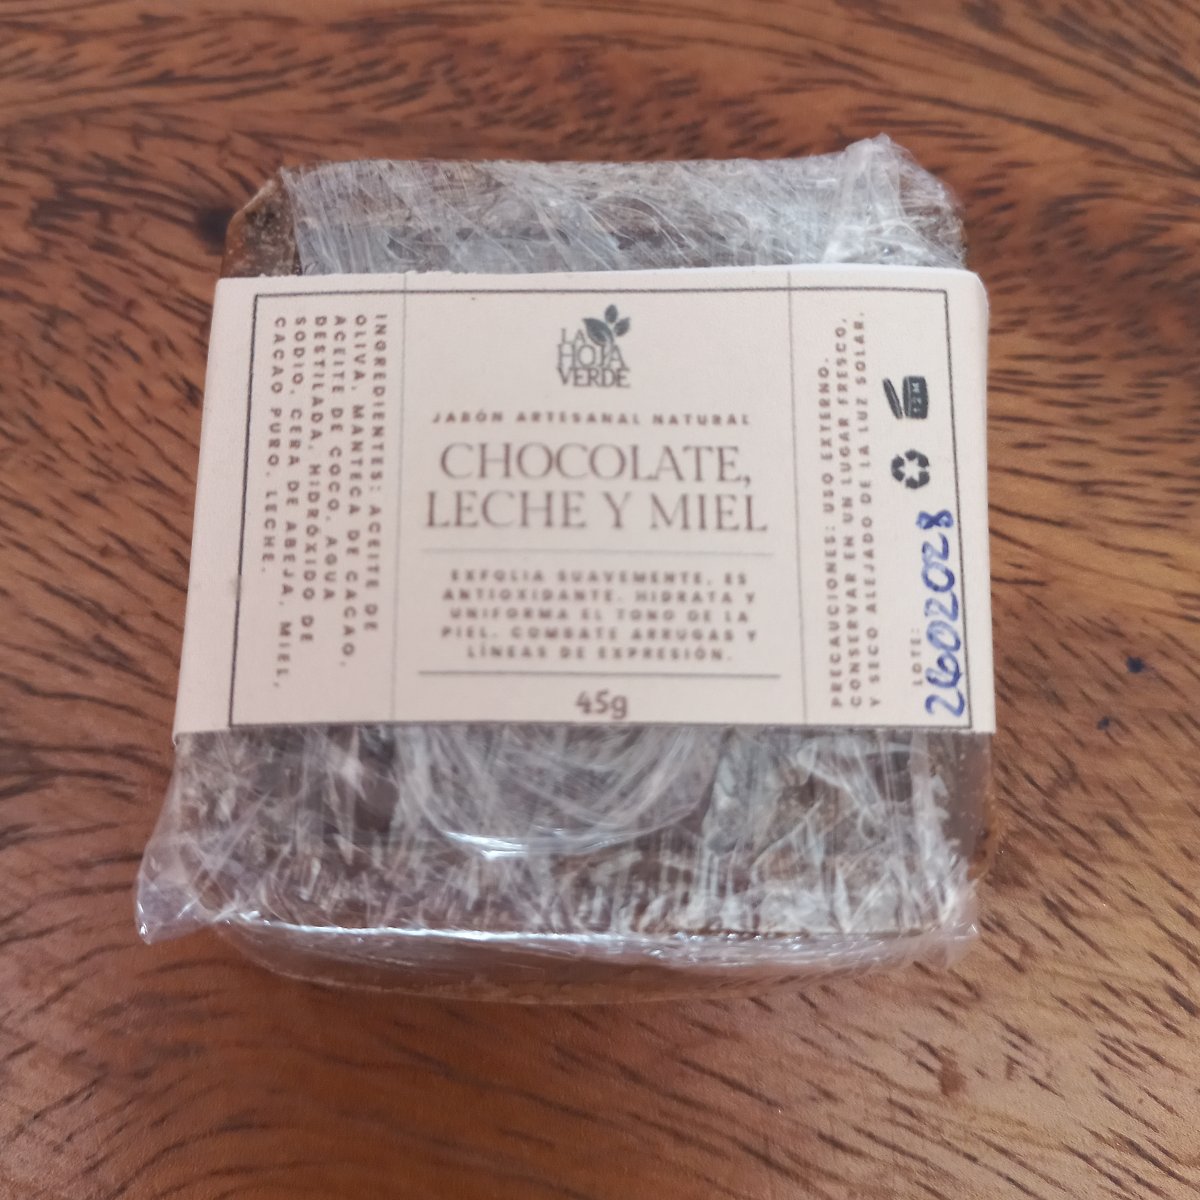 INGREDIENTES: ACEITE DE
OLIVA, MANTECA DE CACAO,
ACEITE DE COCO, AGUA
DESTILADA, HIDRÓXIDO DE
SODIO, CERA DE ABEJA, MIEL,
CACAO PURO, LECHE.
LA
HOJA
VERDE
JABÓN ARTESANAL NATURAL
CHOCOLATE,
LECHE Y MIEL
EXFOLIA SUAVEMENTE, ES
ANTIOXIDANTE, HIDRATA Y
UNIFORMA EL TONO DE LA
PIEL. COMBATE ARRUGAS Y
LÍNEAS DE EXPRESIÓN.
45g
PRECAUCIONES: USO EXTERNO.
CONSERVAR EN UN LUGAR FRESCO,
Y SECO ALEJADO DE LA LUZ SOLAR.
12M
LOTE:
2602028